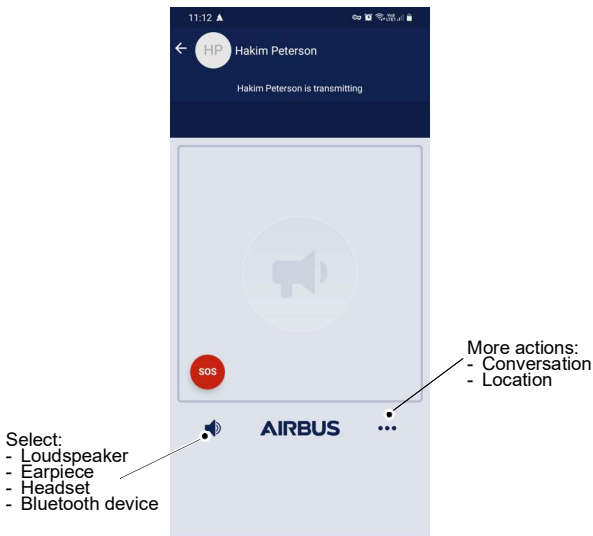 11:12
HP
Hakim Peterson
Hakim Peterson is transmitting
SOS
More actions:
- Conversation
- Location
AIRBUS
Select:
- Loudspeaker
- Earpiece
- Headset
- Bluetooth device